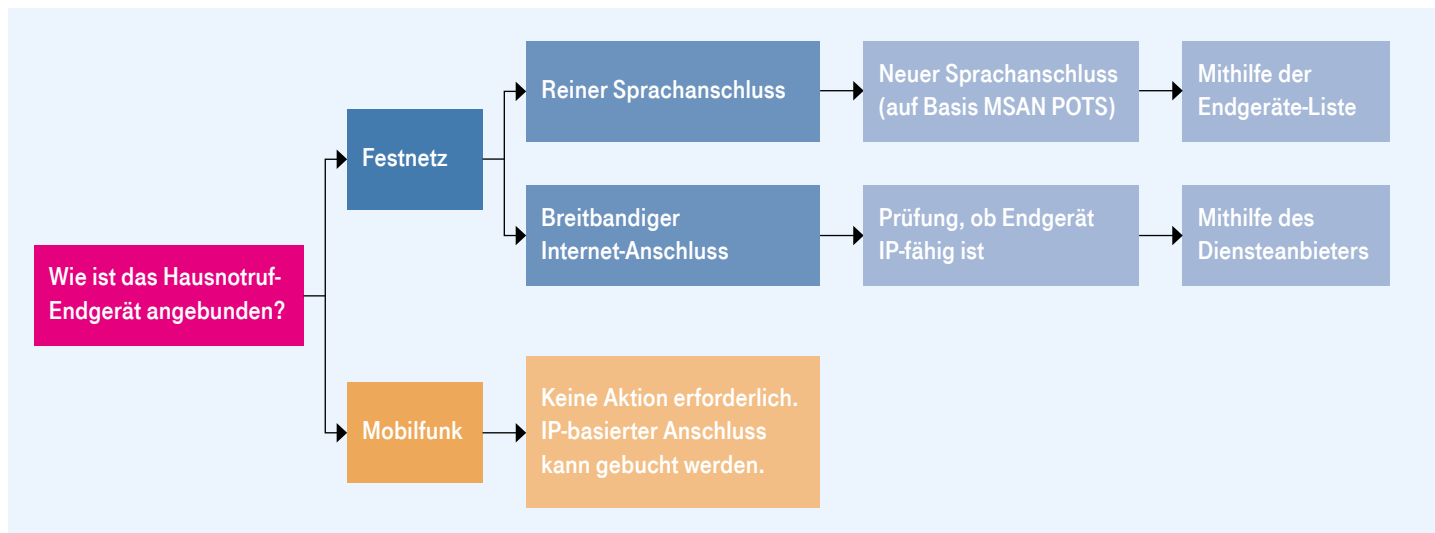 Wie ist das Hausnotruf-
Endgerät angebunden?
Festnetz
Reiner Sprachanschluss
Neuer Sprachanschluss
(auf Basis MSAN POTS)
Mithilfe der
Endgeräte-Liste
Breitbandiger
Internet-Anschluss
Prüfung, ob Endgerät
IP-fähig ist
Mithilfe des
Diensteanbieters
Mobilfunk
Keine Aktion erforderlich.
IP-basierter Anschluss
kann gebucht werden.